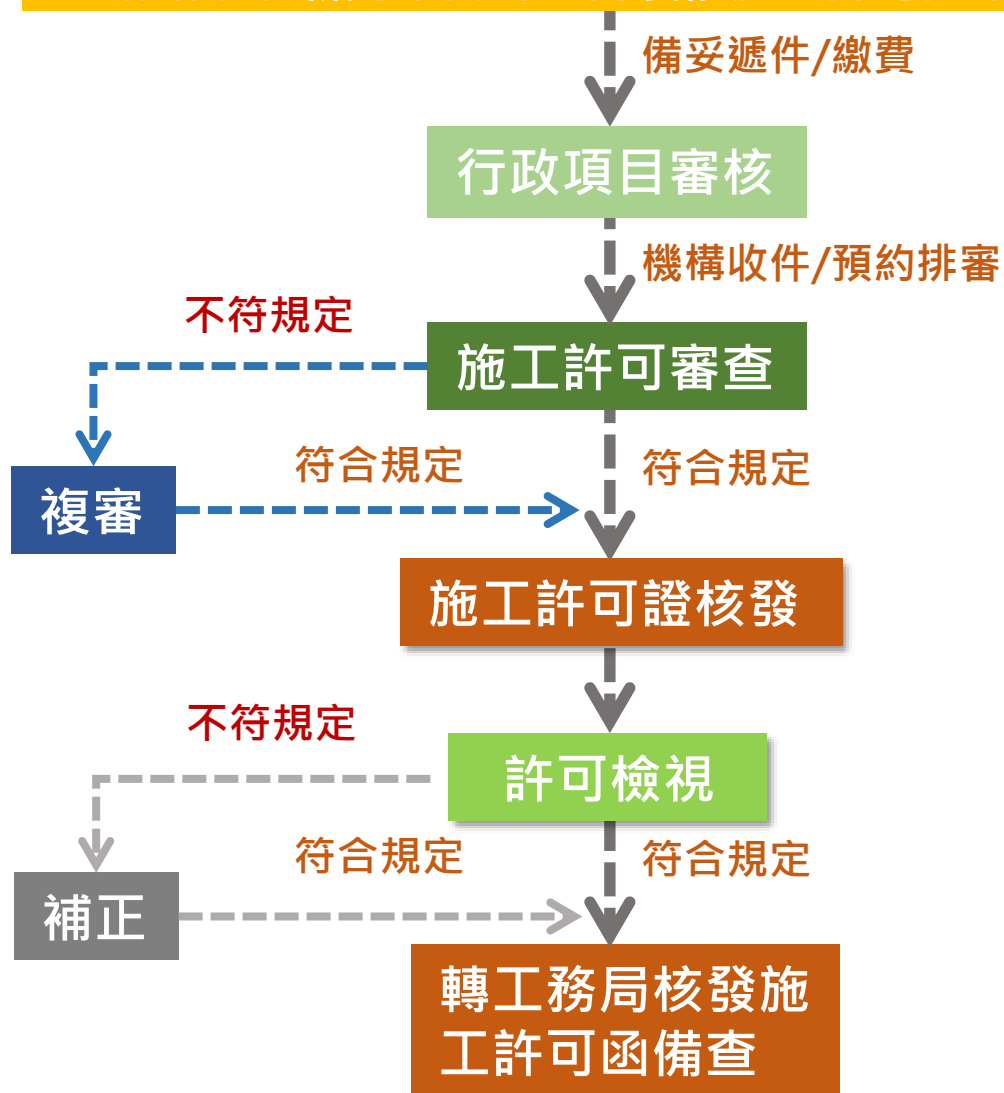 備妥遞件/繳費
行政項目審核
機構收件/預約排審
不符規定
施工許可審查
符合規定
符合規定
複審
施工許可證核發
不符規定
許可檢視
符合規定
符合規定
補正
轉工務局核發施
工許可函備查